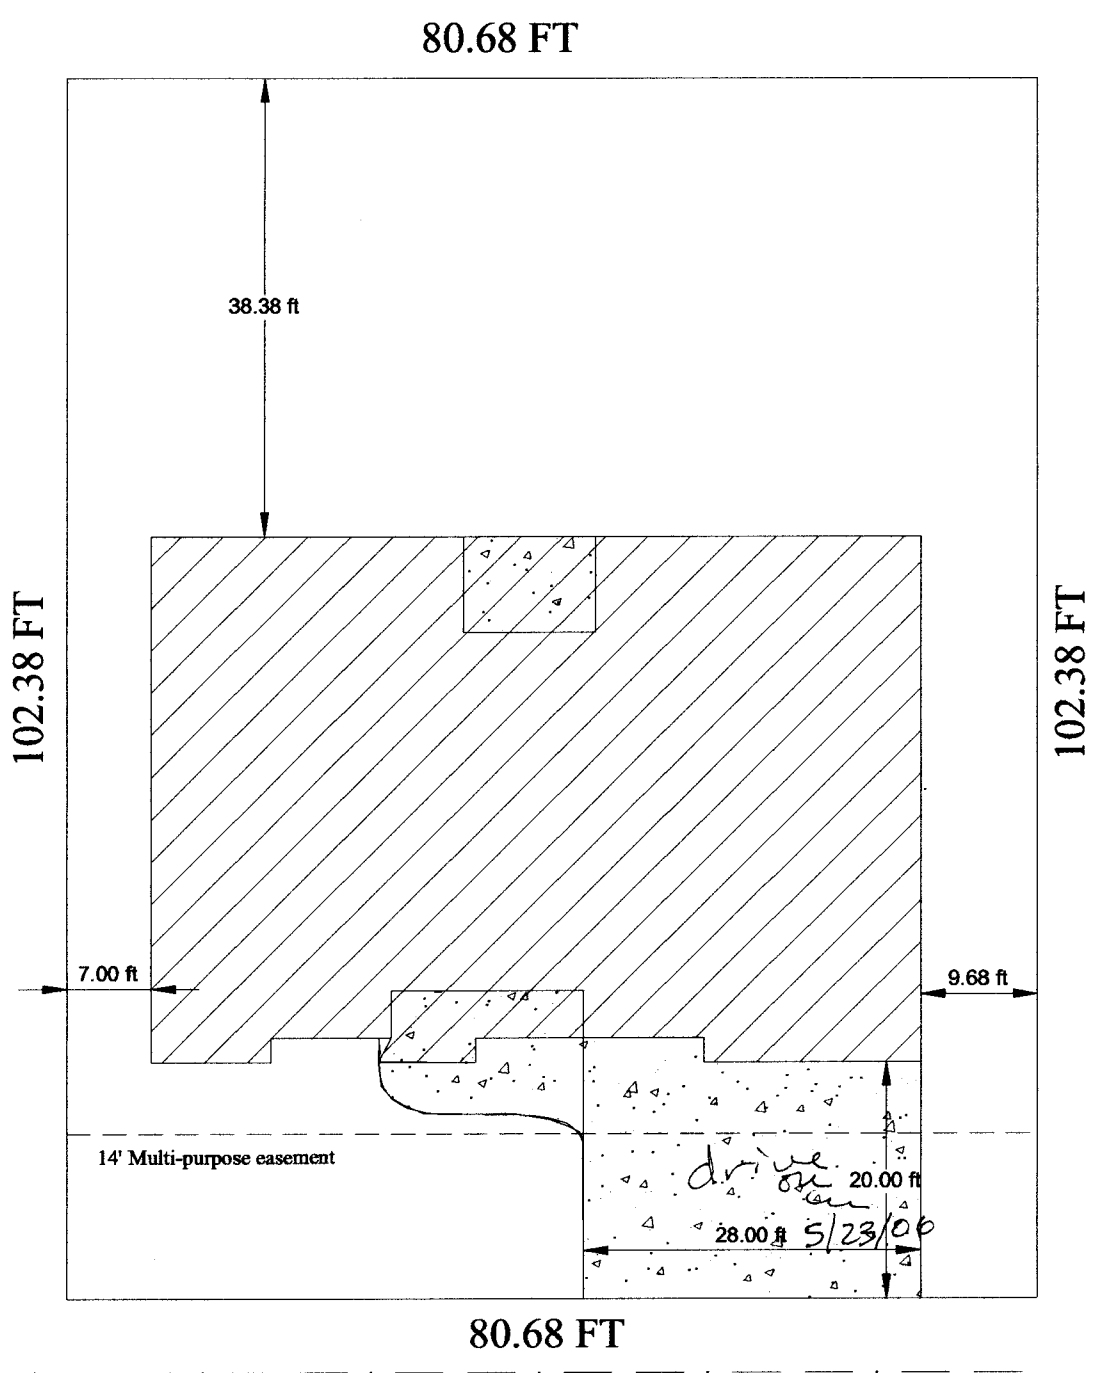 80.68 FT
38.38 ft
102.38 FT
102.38 FT
7.00 ft
9.68 ft
14' Multi-purpose easement
drive
20.00 ft
28.00 ft
5/23/06
80.68 FT